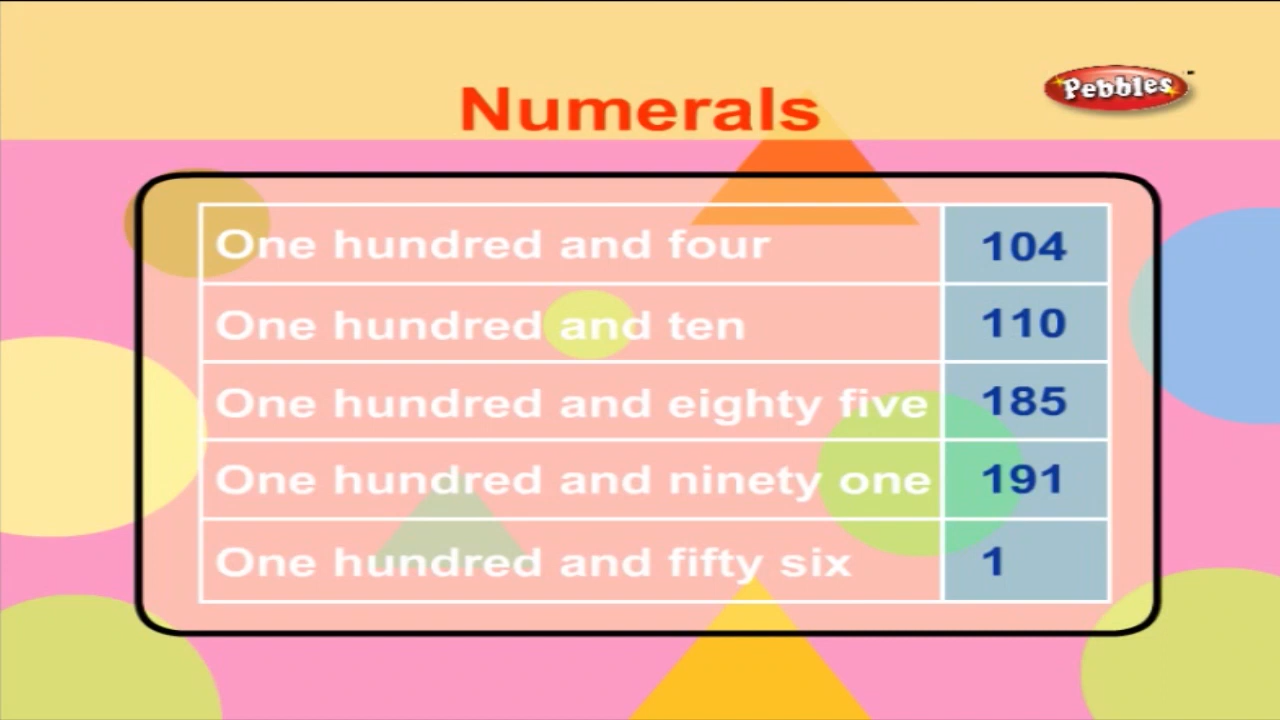 Numerals
Pebbles
One hundred and four 104
One hundred and ten 110
One hundred and eighty five 185
One hundred and ninety one 191
One hundred and fifty six 1